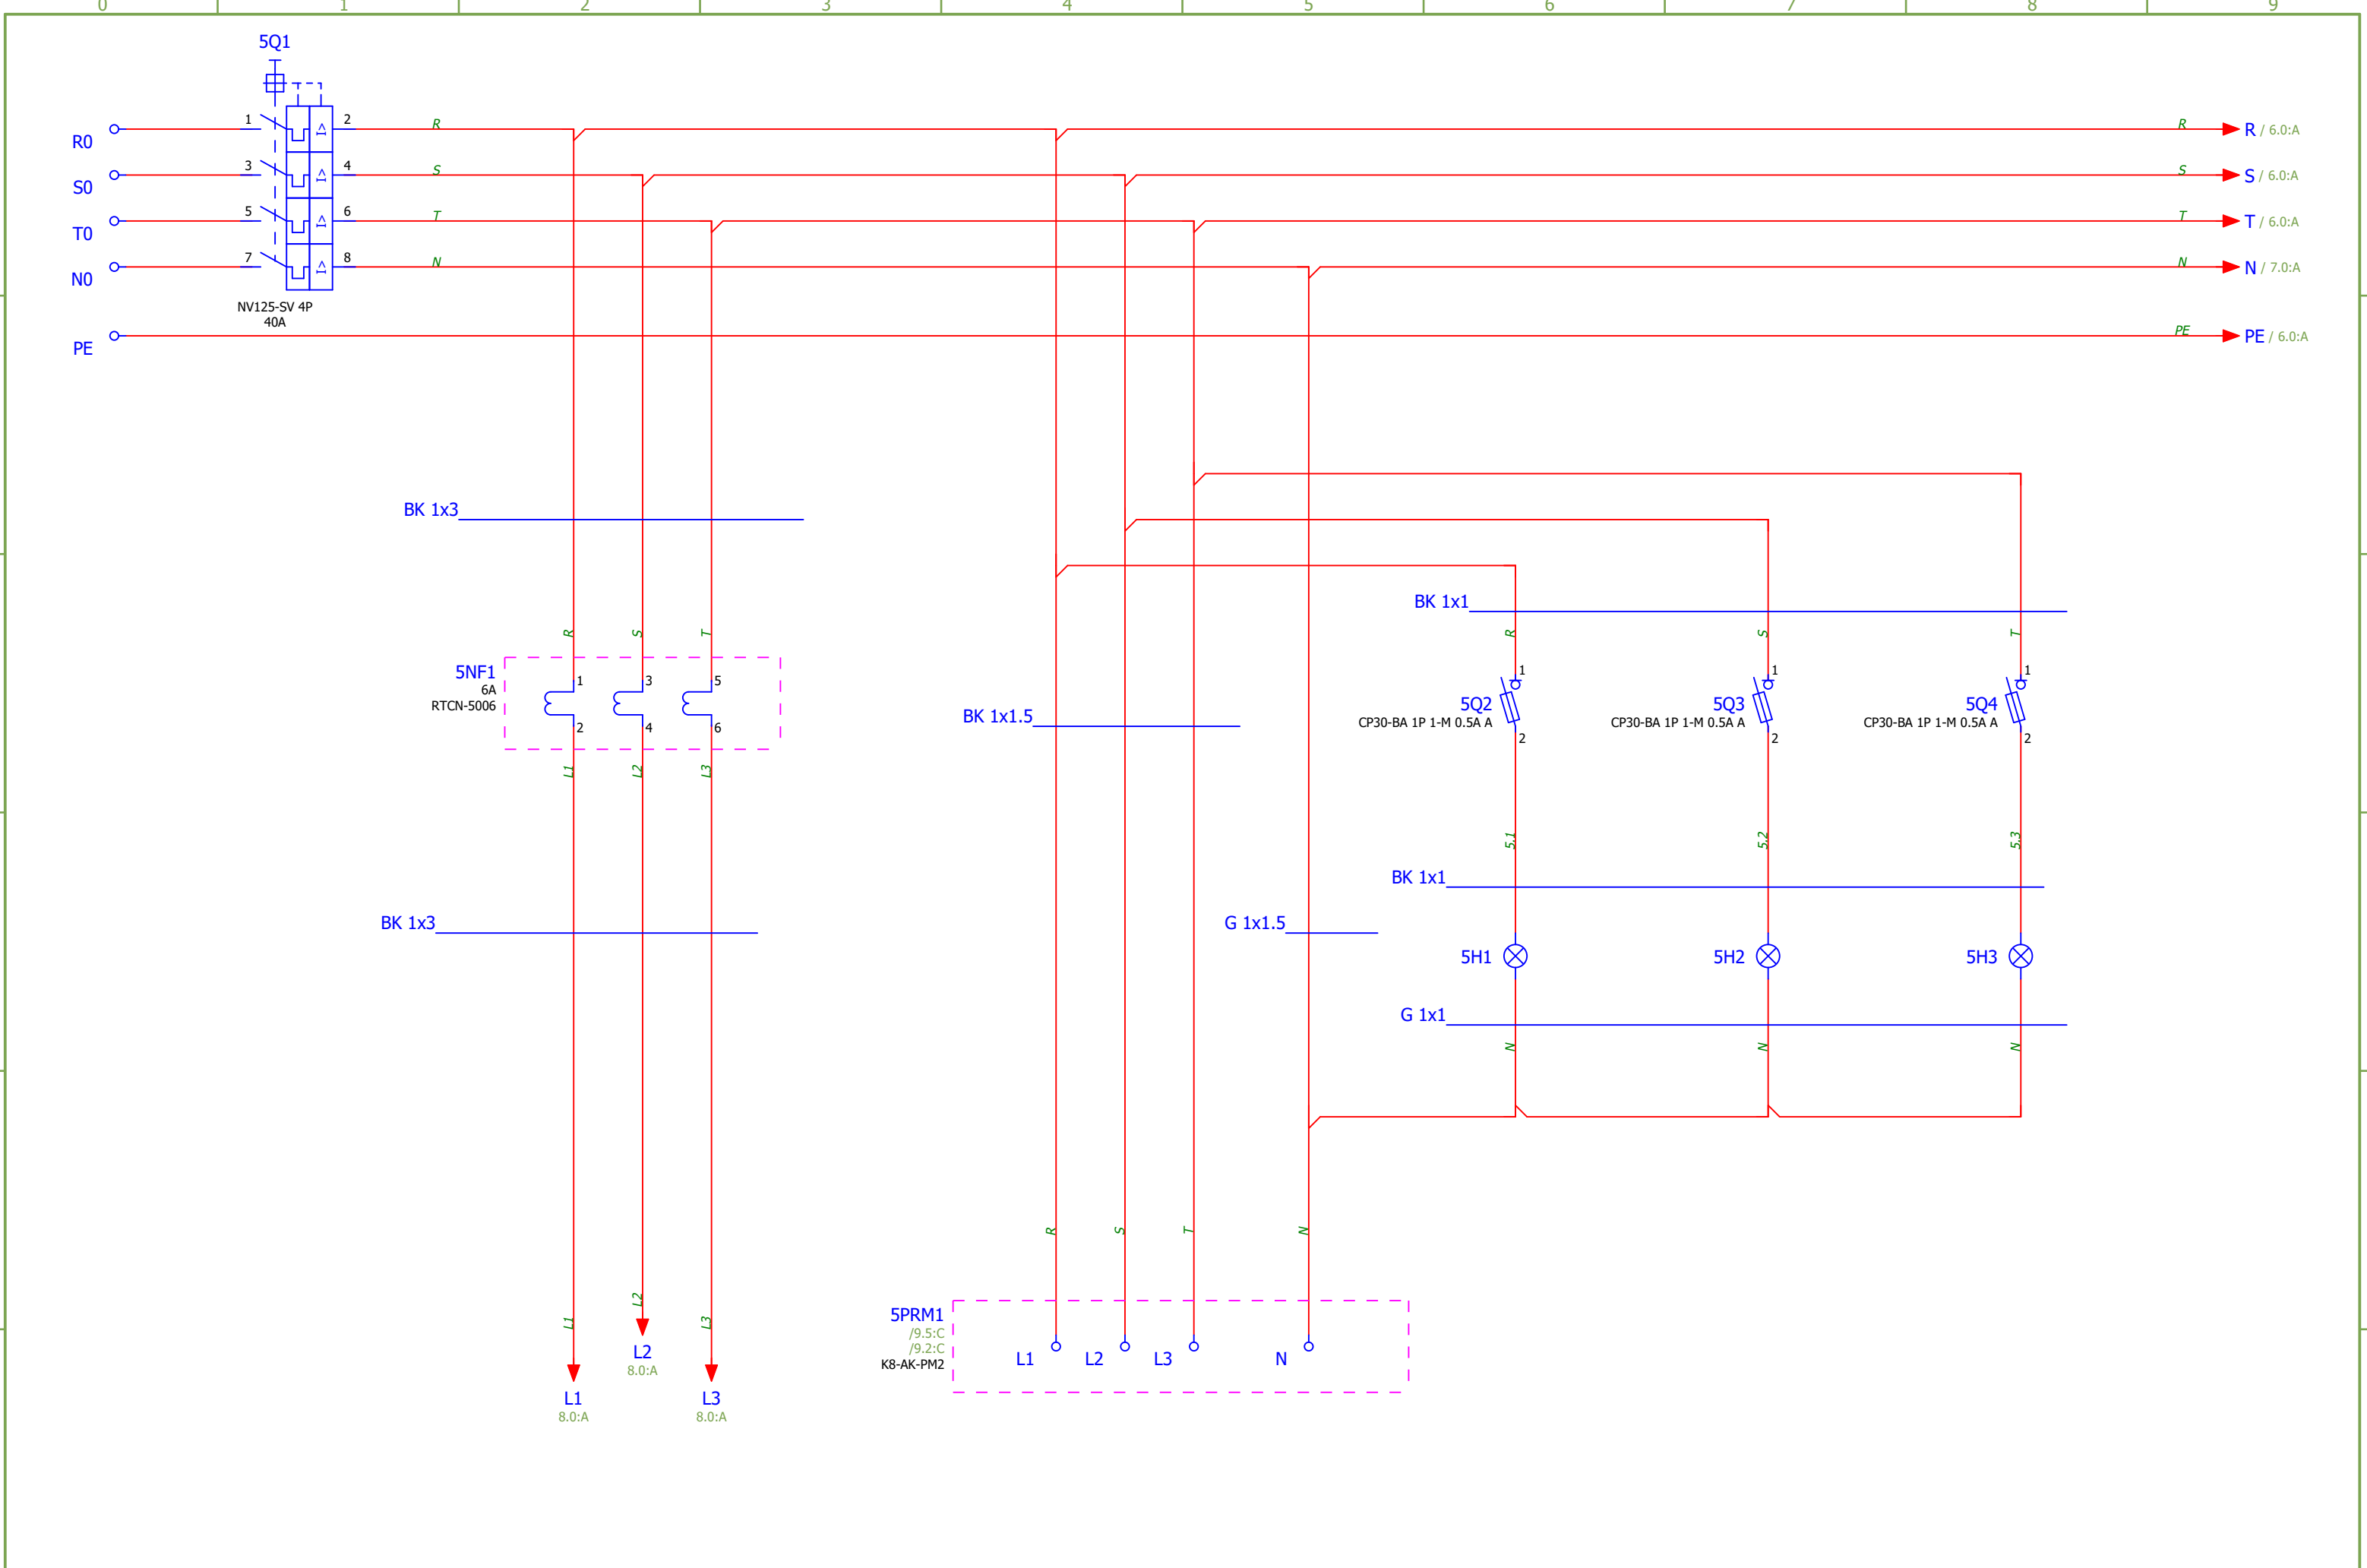 0 1 2 3 4 5 6 7 8 9
5Q1
R0 1 2 R R R / 6.0:A
I>
S0 3 4 S S S / 6.0:A
I>
T0 5 6 T T T / 6.0:A
I>
N0 7 8 N N N / 7.0:A
I>
NV125-SV 4P
40A
PE PE PE / 6.0:A
BK 1x3
BK 1x1
R S T R S T
5NF1
6A
RTCN-5006
1 3 5
2 4 6
L1 L2 L3
BK 1x1.5
1 1 1
5Q2 5Q3 5Q4
CP30-BA 1P 1-M 0.5A A CP30-BA 1P 1-M 0.5A A CP30-BA 1P 1-M 0.5A A
2 2 2
5,1 5,2 5,3
BK 1x1
BK 1x3 G 1x1.5
5H1 5H2 5H3
G 1x1
N N N
R S T N
L1 L2 L3
5PRM1
/9.5:C
/9.2:C
K8-AK-PM2
L1 L2 L3 N
L2
8.0:A
L1 L3
8.0:A 8.0:A